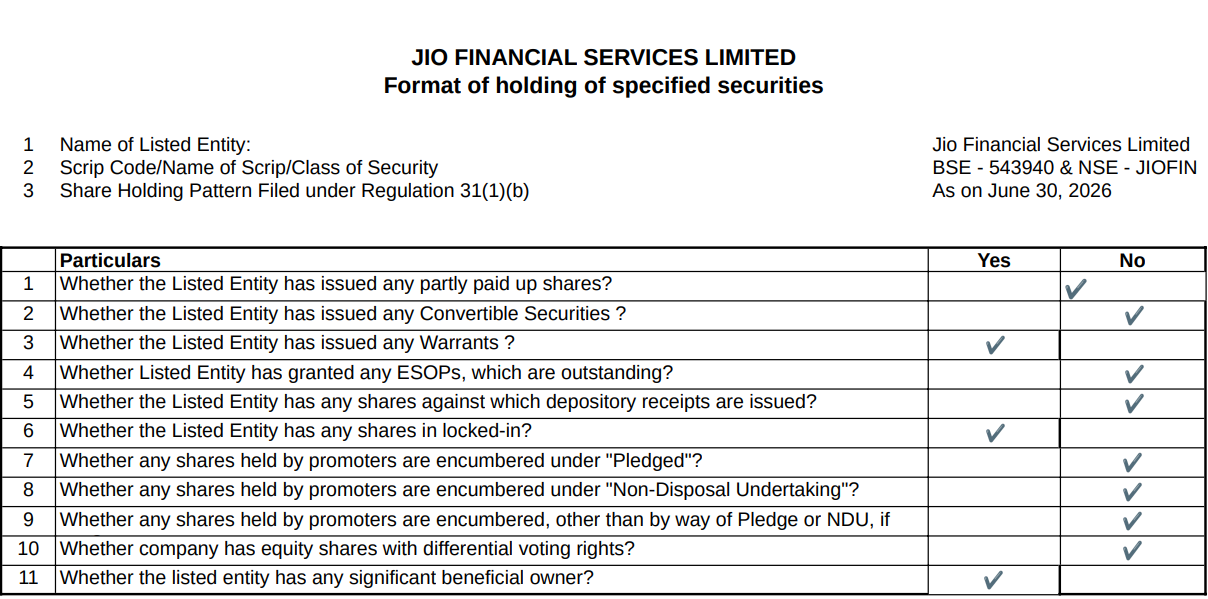 JIO FINANCIAL SERVICES LIMITED
Format of holding of specified securities
1 Name of Listed Entity: Jio Financial Services Limited
2 Scrip Code/Name of Scrip/Class of Security BSE - 543940 & NSE - JIOFIN
3 Share Holding Pattern Filed under Regulation 31(1)(b) As on June 30, 2026
Particulars Yes No
1 Whether the Listed Entity has issued any partly paid up shares? ✔
2 Whether the Listed Entity has issued any Convertible Securities ? ✔
3 Whether the Listed Entity has issued any Warrants ? ✔
4 Whether Listed Entity has granted any ESOPs, which are outstanding? ✔
5 Whether the Listed Entity has any shares against which depository receipts are issued? ✔
6 Whether the Listed Entity has any shares in locked-in? ✔
7 Whether any shares held by promoters are encumbered under "Pledged"? ✔
8 Whether any shares held by promoters are encumbered under "Non-Disposal Undertaking"? ✔
9 Whether any shares held by promoters are encumbered, other than by way of Pledge or NDU, if ✔
10 Whether company has equity shares with differential voting rights? ✔
11 Whether the listed entity has any significant beneficial owner? ✔